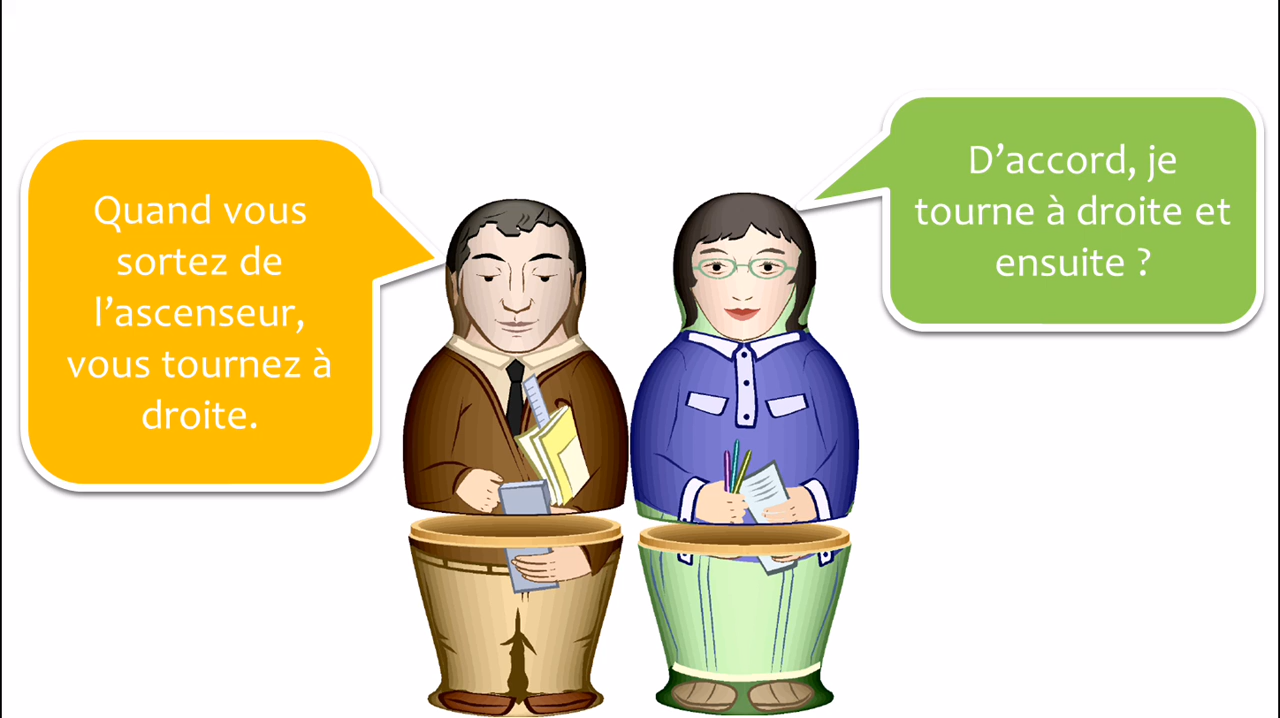 Quand vous
sortez de
l’ascenseur,
vous tournez à
droite.
D’accord, je
tourne à droite et
ensuite ?